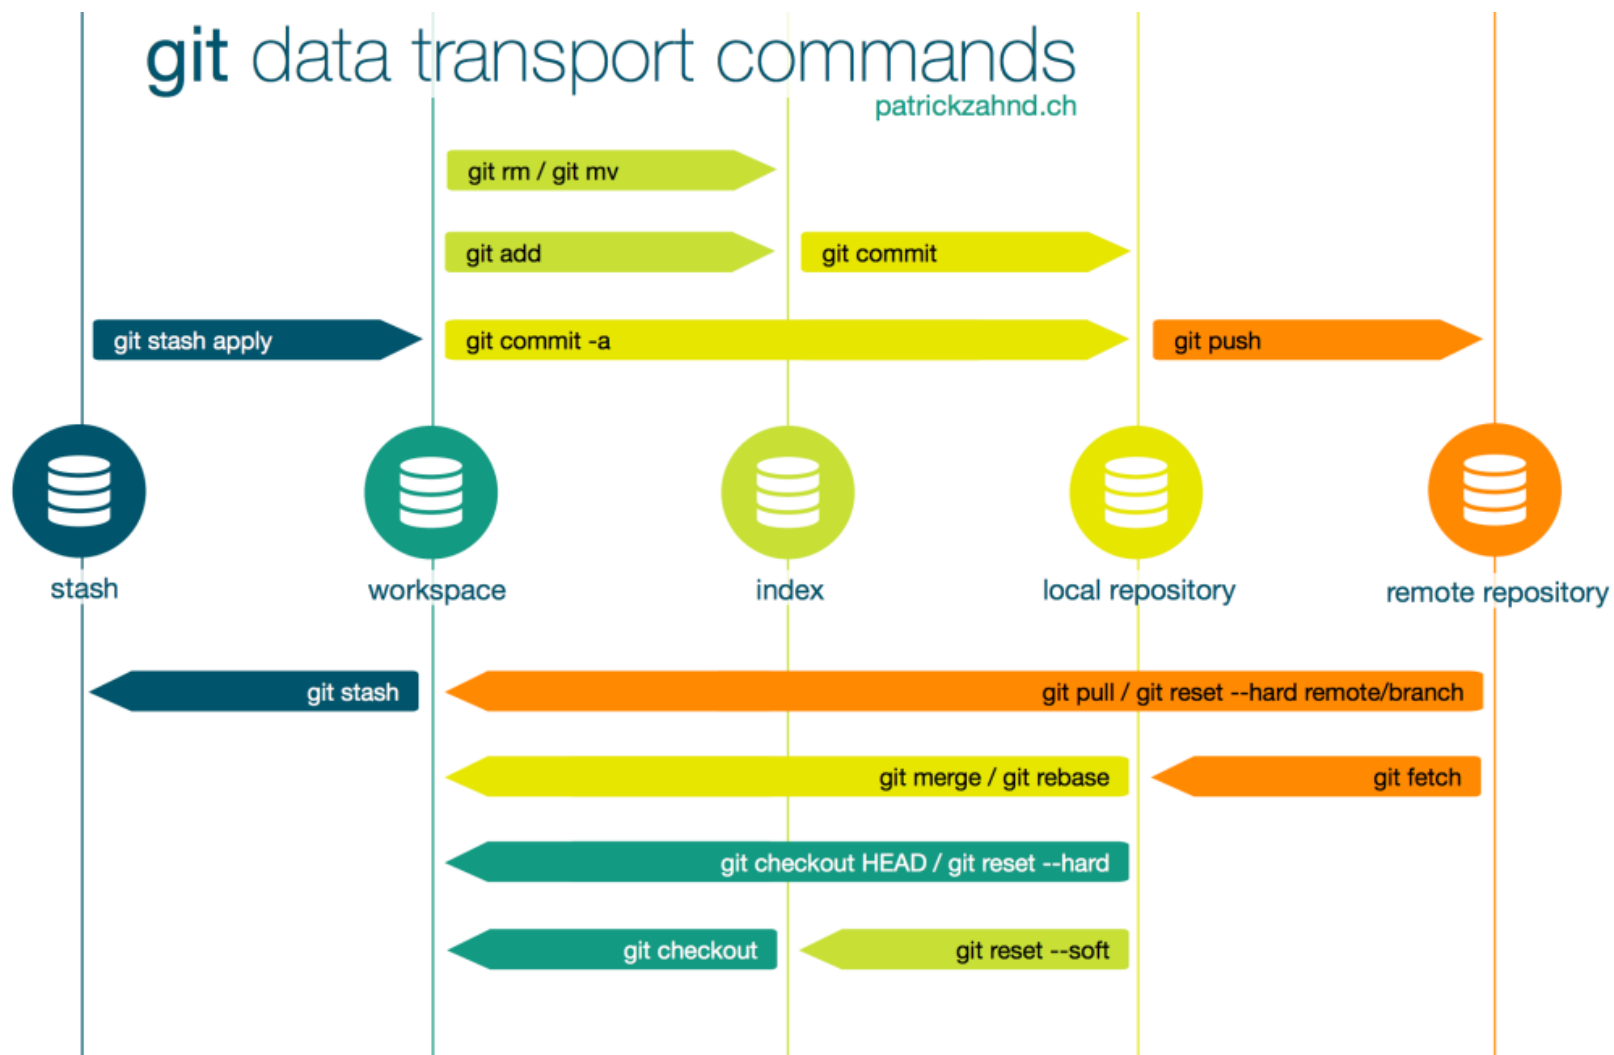 git data transport commands
patrickzahnd.ch
git rm / git mv
git add
git commit
git stash apply
git commit -a
git push
stash
workspace
index
local repository
remote repository
git stash
git pull / git reset --hard remote/branch
git merge / git rebase
git fetch
git checkout HEAD / git reset --hard
git checkout
git reset --soft